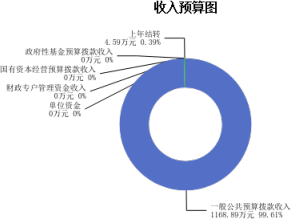 收入预算图
上年结转
4.59万元 0.39%
政府性基金预算拨款收入
0万元 0%
国有资本经营预算拨款收入
0万元 0%
财政专户管理资金收入
0万元 0%
单位资金
0万元 0%
一般公共预算拨款收入
1168.89万元 99.61%